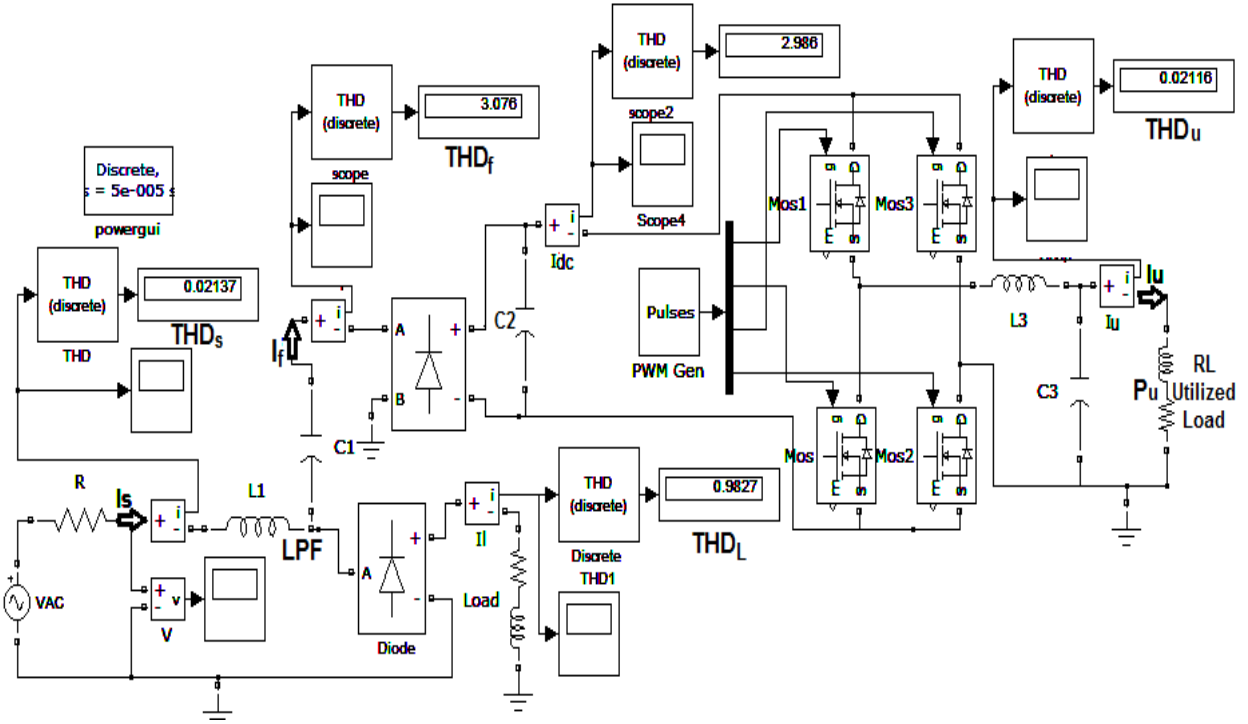 THD
(discrete)
2.986
scope2
Scope4
THD
(discrete)
3.076
THDf
scope
THD
(discrete)
0.02116
THDu
Discrete,
s = 5e-005 s
powergui
THD
(discrete)
0.02137
THDs
THD
If
i
+
-
A
B
+
-
C2
i
+
-
Idc
Pulses
PWM Gen
g
D
Mos1
E
S
g
D
Mos3
E
S
g
D
Mos
E
S
g
D
Mos2
E
S
L3
i
+
-
Iu
Iu
C3
Pu
RL
Utilized
Load
C1
R
Is
i
+
-
L1
LPF
VAC
+
+
-
v
V
A
+
-
Diode
i
+
-
Il
Load
THD
(discrete)
0.9827
THDL
Discrete
THD1